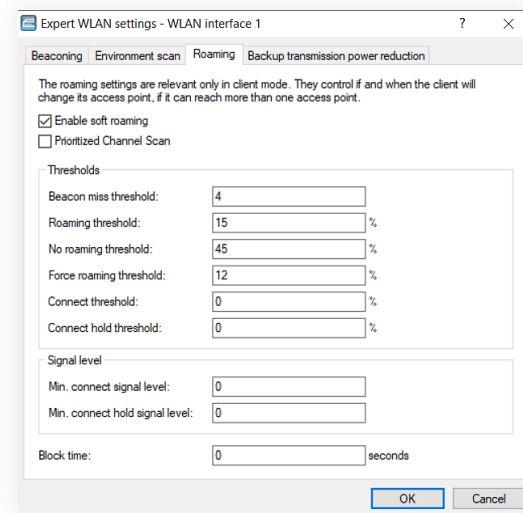 Expert WLAN settings - WLAN interface 1 ?
Beaconing Environment scan Roaming Backup transmission power reduction
The roaming settings are relevant only in client mode. They control if and when the client will
change its access point, if it can reach more than one access point.
Enable soft roaming
Prioritized Channel Scan
Thresholds
Beacon miss threshold: 4
Roaming threshold: 15 %
No roaming threshold: 45 %
Force roaming threshold: 12 %
Connect threshold: 0 %
Connect hold threshold: 0 %
Signal level
Min. connect signal level: 0
Min. connect hold signal level: 0
Block time: 0 seconds
OK Cancel